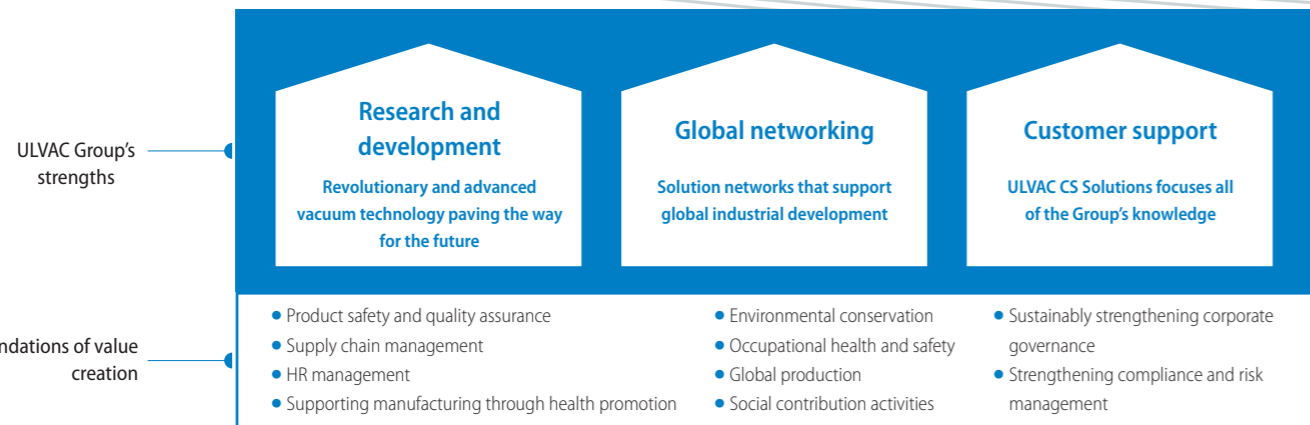 ULVAC Group's
strengths
Research and
development
Revolutionary and advanced
vacuum technology paving the way
for the future
Global networking
Solution networks that support
global industrial development
Customer support
ULVAC CS Solutions focuses all
of the Group's knowledge
ndations of value
creation
● Product safety and quality assurance
● Supply chain management
● HR management
● Supporting manufacturing through health promotion
● Environmental conservation
● Occupational health and safety
● Global production
● Social contribution activities
● Sustainably strengthening corporate
governance
● Strengthening compliance and risk
management